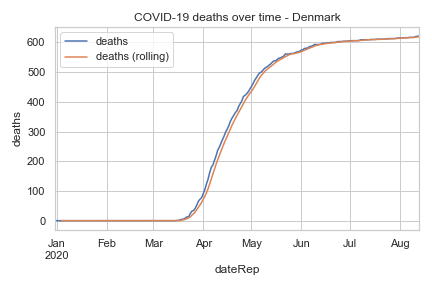 COVID-19 deaths over time - Denmark
deaths
deaths (rolling)
600
500
400
300
200
100
0
deaths
Jan Feb Mar Apr May Jun Jul Aug
2020
dateRep